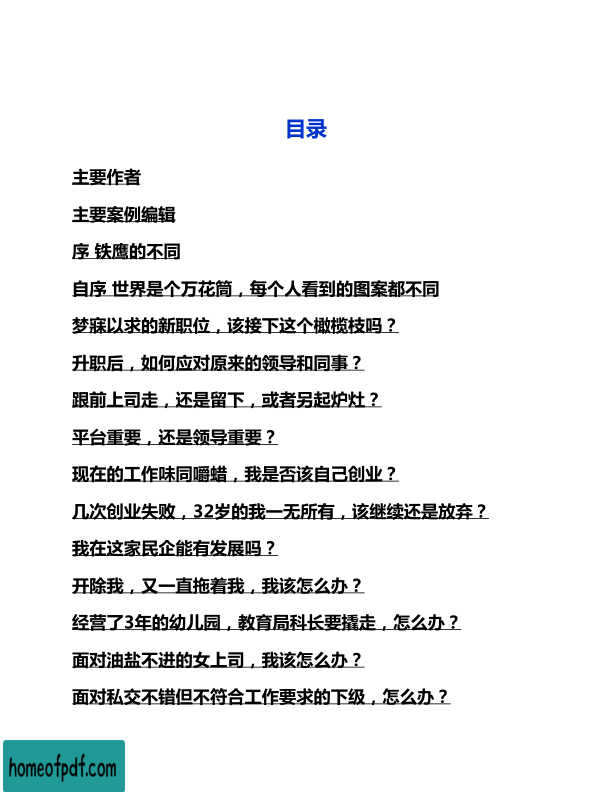 目录
主要作者
主要案例编辑
序 铁鹰的不同
自序 世界是个万花筒，每个人看到的图案都不同
梦寐以求的新职位，该接下这个橄榄枝吗？
升职后，如何应对原来的领导和同事？
跟前上司走，还是留下，或者另起炉灶？
平台重要，还是领导重要？
现在的工作味同嚼蜡，我是否该自己创业？
几次创业失败，32岁的我一无所有，该继续还是放弃？
我在这家民企能有发展吗？
开除我，又一直拖着我，我该怎么办？
经营了3年的幼儿园，教育局科长要撬走，怎么办？
面对油盐不进的女上司，我该怎么办？
面对私交不错但不符合工作要求的下级，怎么办？
homeofpdf.com